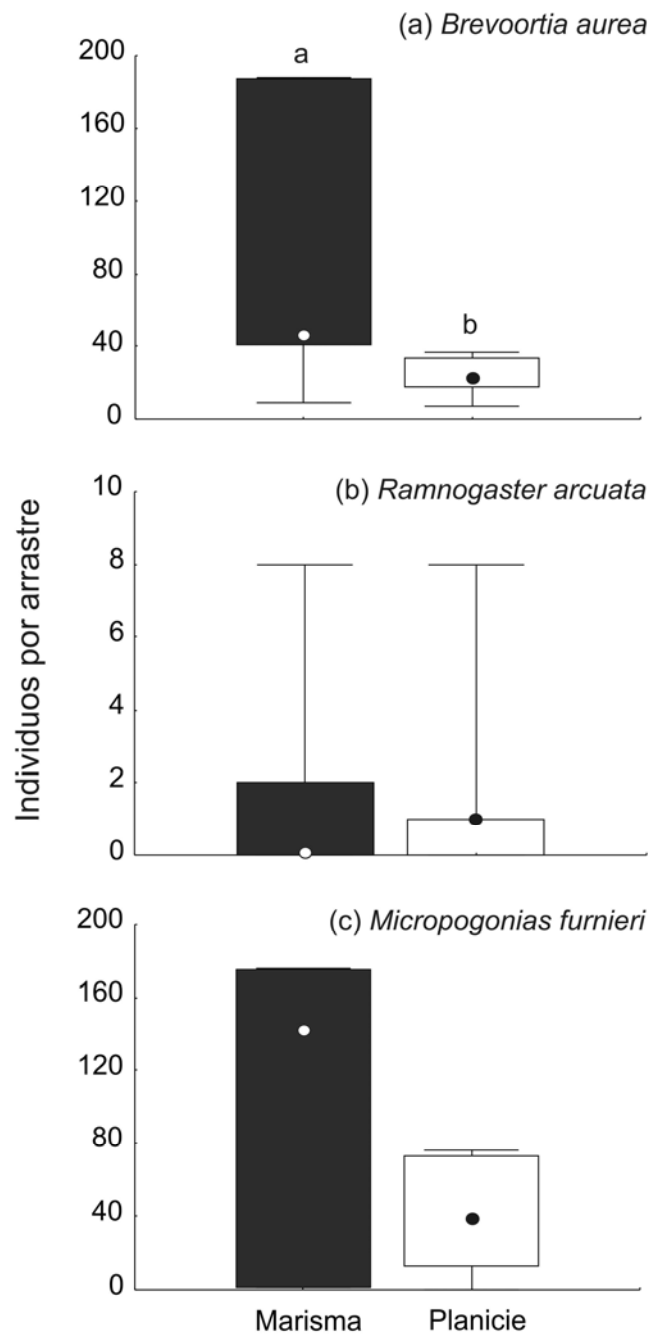 (a) Brevoortia aurea
200
160
120
80
40
0
a
b
Individuos por arrastre
(b) Ramnogaster arcuata
10
8
6
4
2
0
(c) Micropogonias furnieri
200
160
120
80
40
0
Marisma Planicie